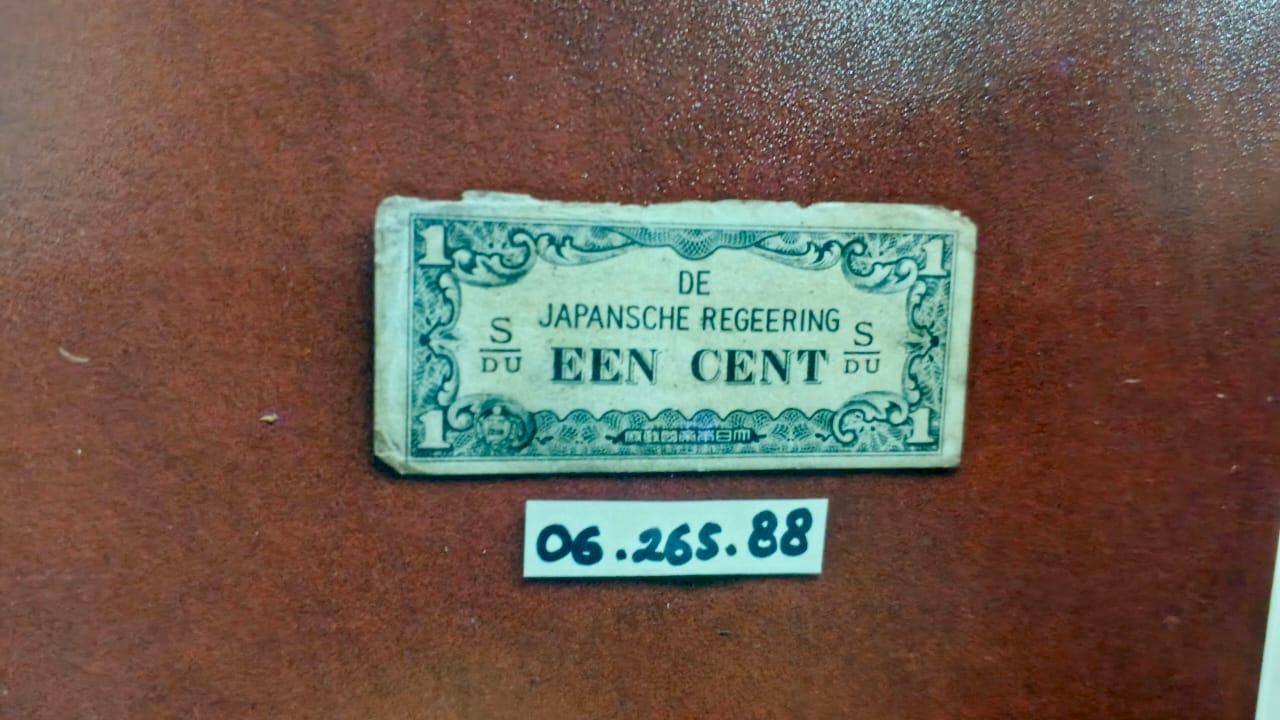 1 1
DE
JAPANSCHE REGEERING
S S
DU EEN CENT DU
1 1
06.265.88